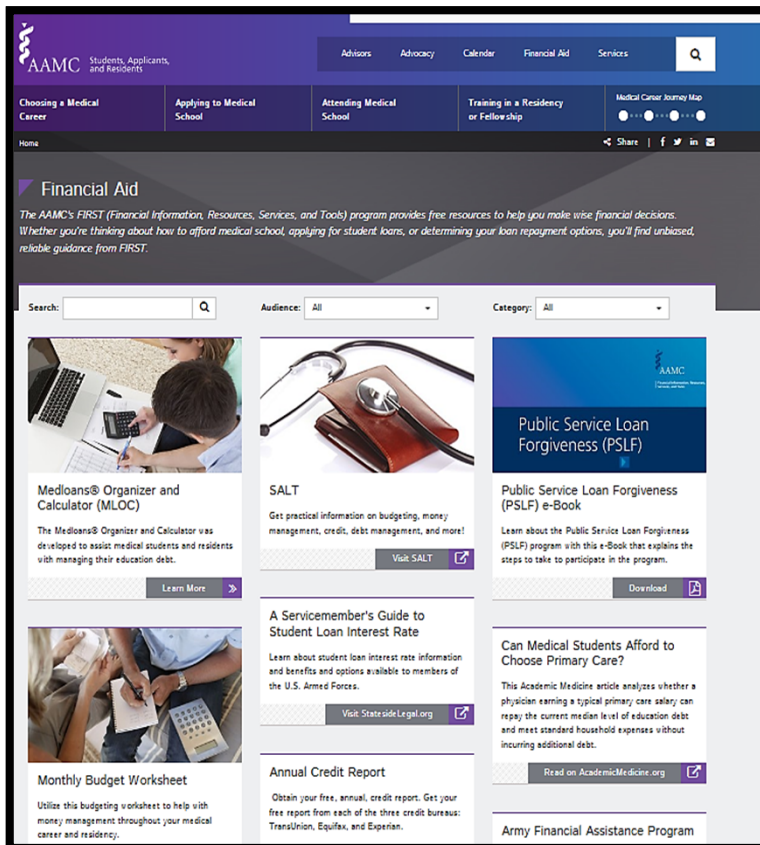 AAMC
Students, Applicants,
and Residents
Advisors
Advocacy
Calendar
Financial Aid
Services
Choosing a Medical
Career
Applying to Medical
School
Attending Medical
School
Training in a Residency
or Fellowship
Medical Career Journey Map
Home
Share |
Financial Aid
The AAMC's FIRST (Financial Information, Resources, Services, and Tools) program provides free resources to help you make wise financial decisions.
Whether you're thinking about how to afford medical school, applying for student loans, or determining your loan repayment options, you'll find unbiased,
reliable guidance from FIRST.
Search:
Audience: All
Category: All
Medloans® Organizer and
Calculator (MLOC)
The Medloans® Organizer and Calculator was
developed to assist medical students and residents
with managing their education debt.
Learn More
Monthly Budget Worksheet
Utilize this budgeting worksheet to help with
money management throughout your medical
career and residency.
SALT
Get practical information on budgeting, money
management, credit, debt management, and more!
Visit SALT
A Servicemember's Guide to
Student Loan Interest Rate
Learn about student loan interest rate information
and benefits and options available to members of
the U.S. Armed Forces.
Visit StatesideLegal.org
Annual Credit Report
Obtain your free, annual, credit report. Get your
free report from each of the three credit bureaus:
TransUnion, Equifax, and Experian.
AAMC
Public Service Loan
Forgiveness (PSLF)
Public Service Loan Forgiveness
(PSLF) e-Book
Learn about the Public Service Loan Forgiveness
(PSLF) program with this e-Book that explains the
steps to take to participate in the program.
Download
Can Medical Students Afford to
Choose Primary Care?
This Academic Medicine article analyzes whether a
physician earning a typical primary care salary can
repay the current median level of education debt
and meet standard household expenses without
incurring additional debt.
Read on AcademicMedicine.org
Army Financial Assistance Program